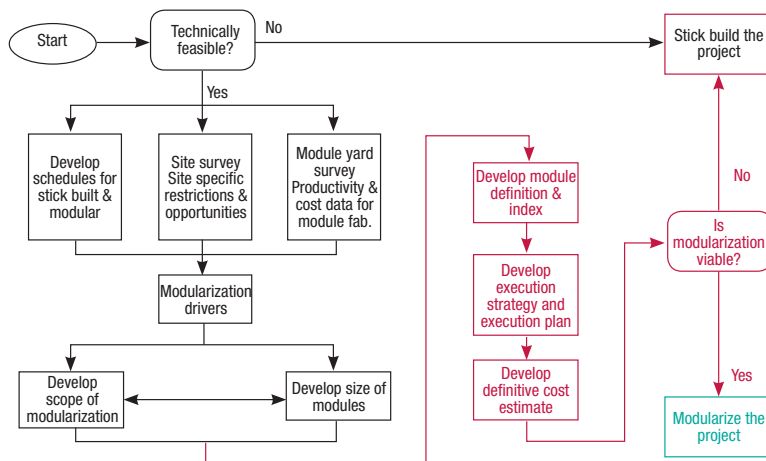 Start
Technically
feasible?
No
Stick build the
project
Yes
Develop
schedules for
stick built &
modular
Site survey
Site specific
restrictions &
opportunities
Module yard
survey
Productivity &
cost data for
module fab.
Modularization
drivers
Develop
scope of
modularization
Develop size of
modules
Develop module
definition &
index
Develop
execution
strategy and
execution plan
Develop
definitive cost
estimate
Is
modularization
viable?
No
Yes
Modularize the
project